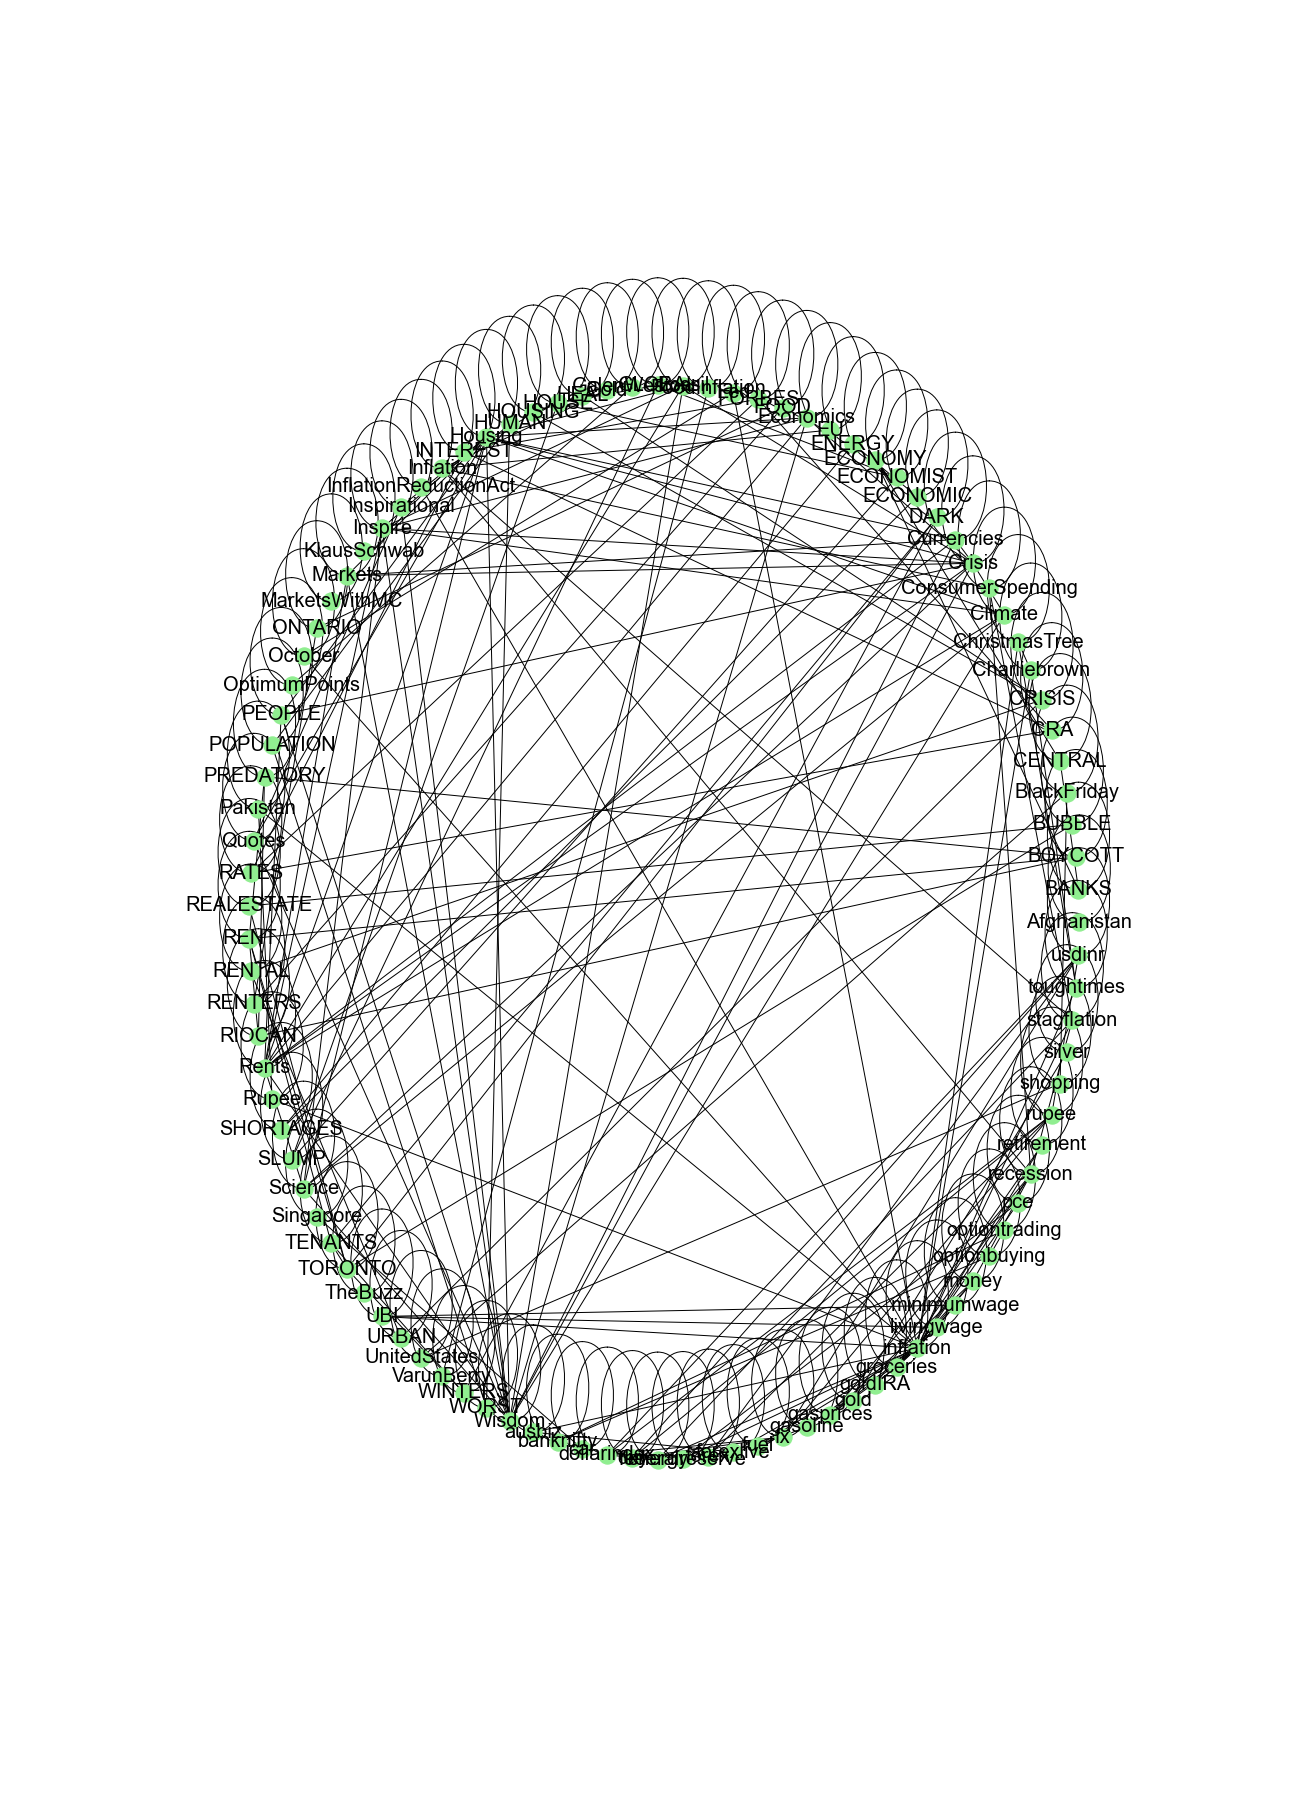 FORBES
FOOD
Economics
EU
ENERGY
ECONOMY
ECONOMIST
ECONOMIC
DARK
Currencies
Crisis
ConsumerSpending
Climate
ChristmasTree
Charliebrown
CRISIS
CRA
CENTRAL
BlackFriday
BUBBLE
BOYCOTT
BANKS
Afghanistan
usdinr
toughtimes
stagflation
silver
shopping
rupee
retirement
recession
pce
optiontrading
optionbuying
money
minimumwage
livingwage
inflation
groceries
goldIRA
gold
gasprices
gasoline
fx
fuel
banknifty
ausbiz
Wisdom
WORST
WINTERS
VarunBerry
UnitedStates
URBAN
UBI
TheBuzz
TORONTO
TENANTS
Singapore
Science
SLUMP
SHORTAGES
Rupee
Rents
RIOCAN
RENTERS
RENTAL
RENT
REALESTATE
RATES
Quotes
Pakistan
PREDATORY
POPULATION
PEOPLE
OptimumPoints
October
ONTARIO
MarketsWithMC
Markets
KlausSchwab
Inspire
Inspirational
InflationReductionAct
Inflation
INTEREST
Housing
HUMAN
HOUSING
HOUSE
HEAL